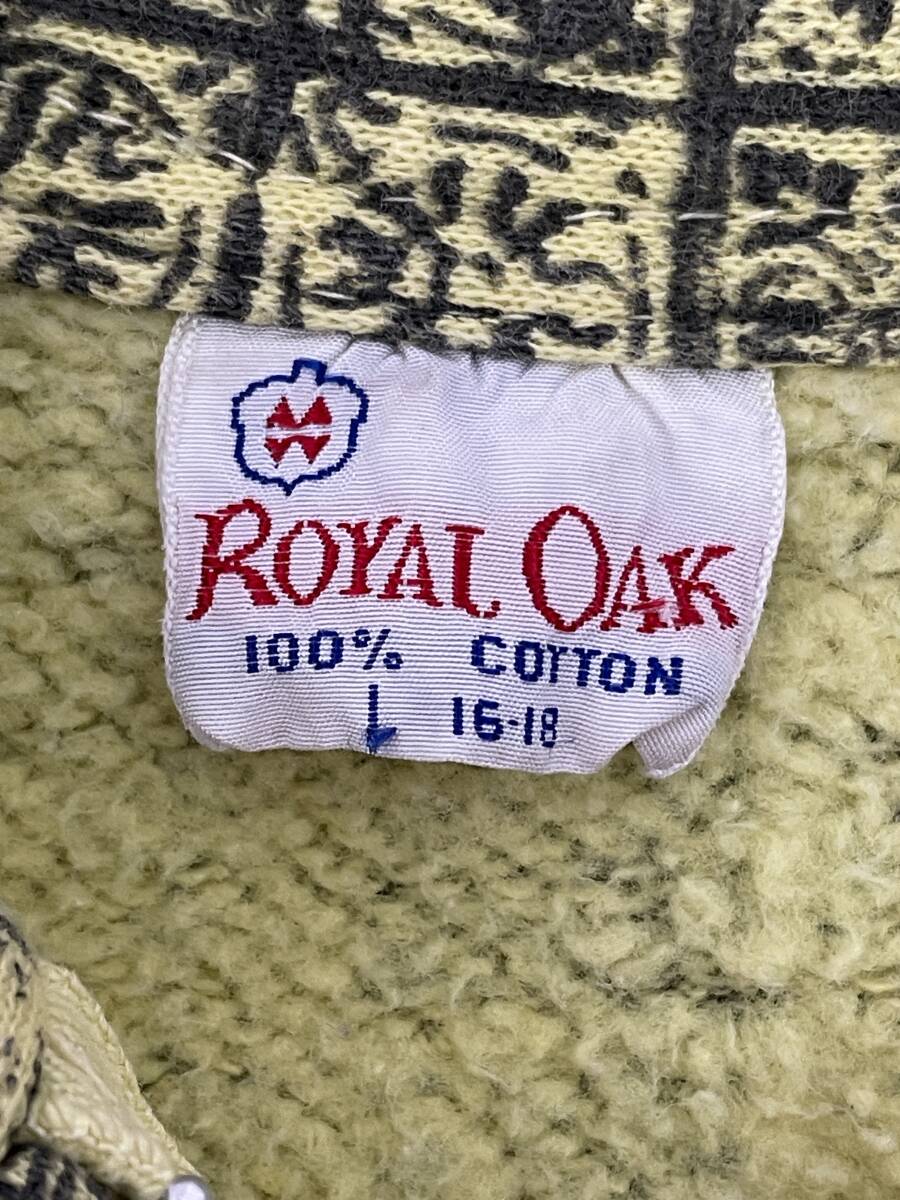 ROYAL OAK
100% COTTON
L 16-18